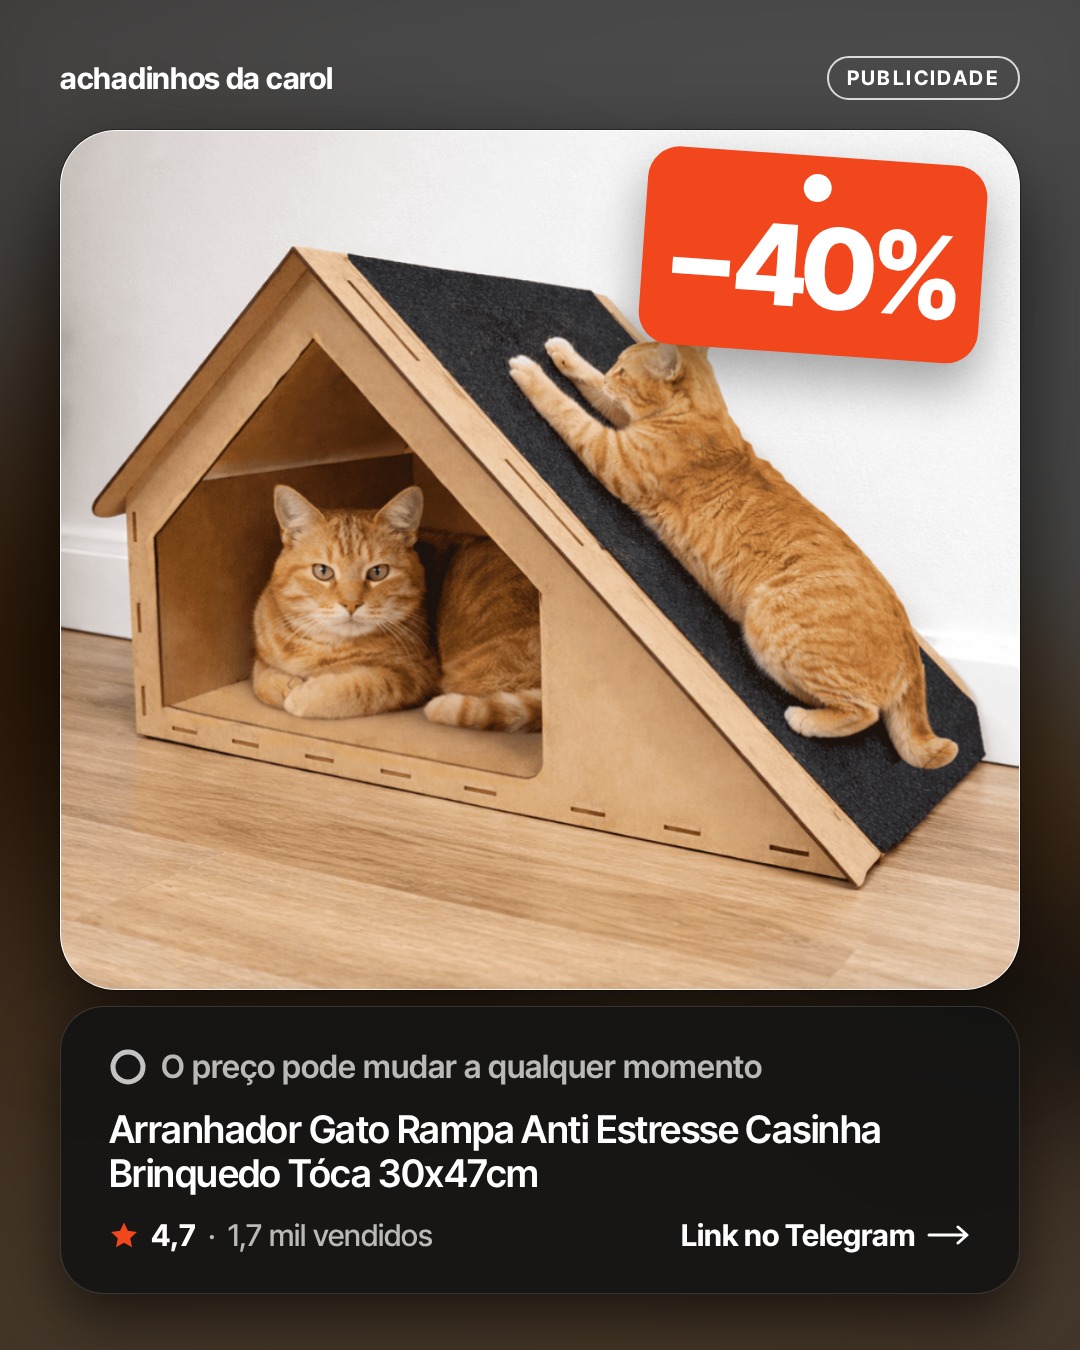 achadinhos da carol
PUBLICIDADE
−40%
O preço pode mudar a qualquer momento
Arranhador Gato Rampa Anti Estresse Casinha
Brinquedo Tóca 30x47cm
4,7 · 1,7 mil vendidos
Link no Telegram →